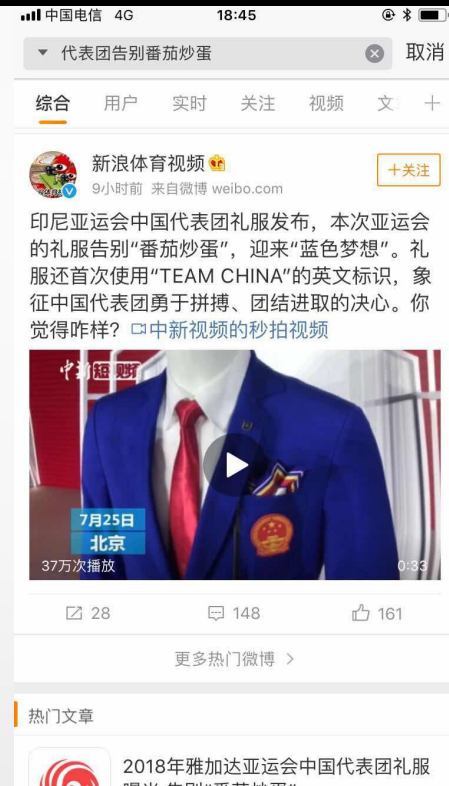 中国电信 4G 18:45
代表团告别番茄炒蛋 取消
综合 用户 实时 关注 视频 文
新浪体育视频
＋关注
9小时前 来自微博 weibo.com
印尼亚运会中国代表团礼服发布，本次亚运会
的礼服告别“番茄炒蛋”，迎来“蓝色梦想”。礼
服还首次使用“TEAM CHINA”的英文标识，象
征中国代表团勇于拼搏、团结进取的决心。你
觉得咋样？ 中新视频的秒拍视频
中新短视频
7月25日
北京
37万次播放 0:33
28 148 161
更多热门微博
热门文章
2018年雅加达亚运会中国代表团礼服